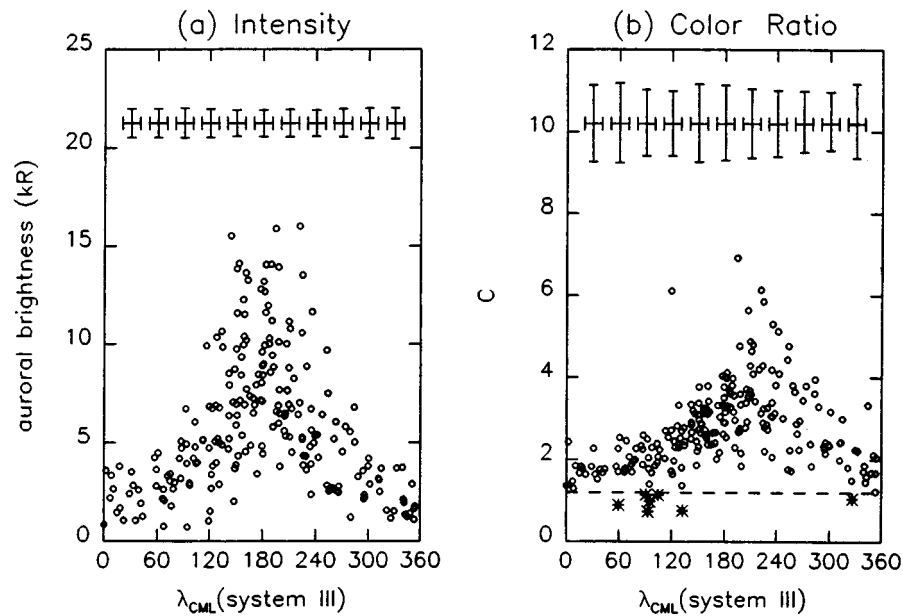 (a) Intensity
25
20
15
10
5
0
auroral brightness (kR)
0 60 120 180 240 300 360
λCML(system III)
(b) Color Ratio
12
10
8
6
4
2
0
C
0 60 120 180 240 300 360
λCML(system III)